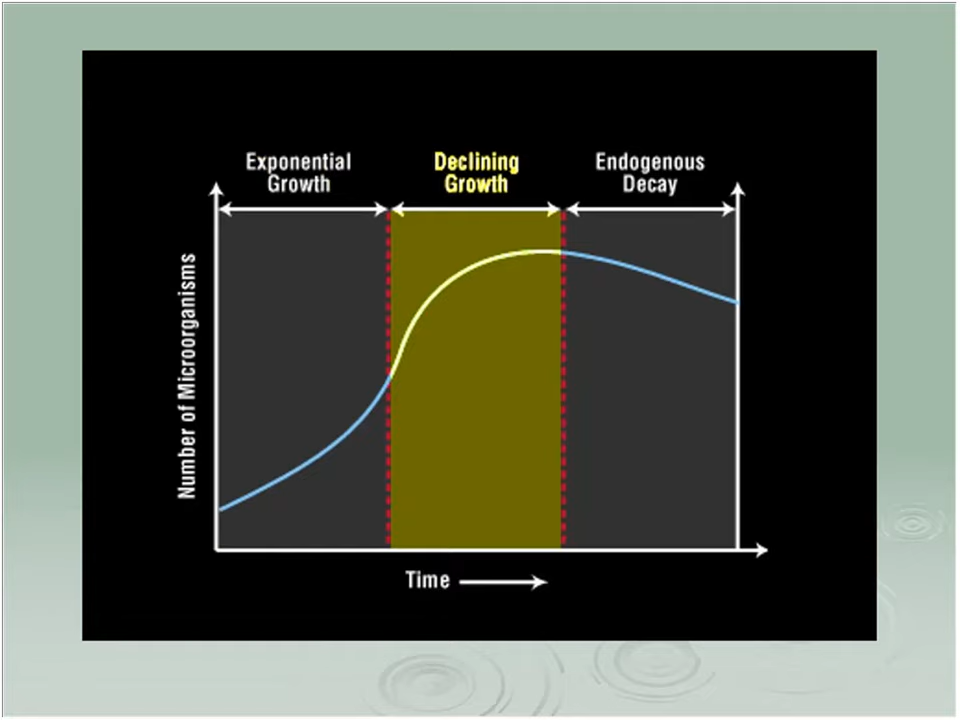 Exponential
Growth
Declining
Growth
Endogenous
Decay
Number of Microorganisms
Time